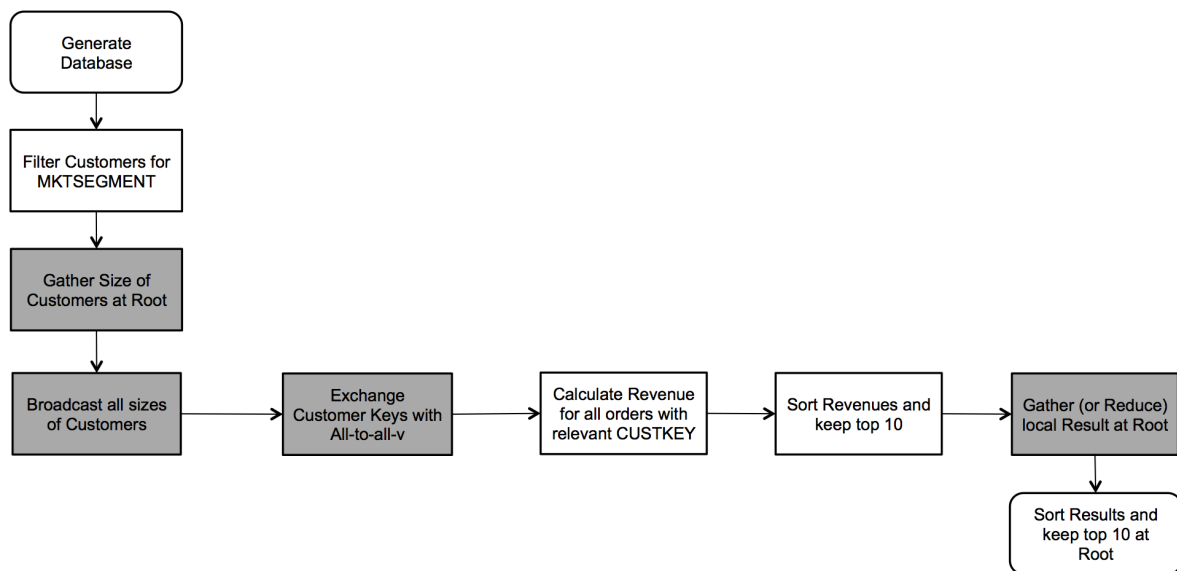 Generate
Database
Filter Customers for
MKTSEGMENT
Gather Size of
Customers at Root
Broadcast all sizes
of Customers
Exchange
Customer Keys with
All-to-all-v
Calculate Revenue
for all orders with
relevant CUSTKEY
Sort Revenues and
keep top 10
Gather (or Reduce)
local Result at Root
Sort Results and
keep top 10 at
Root